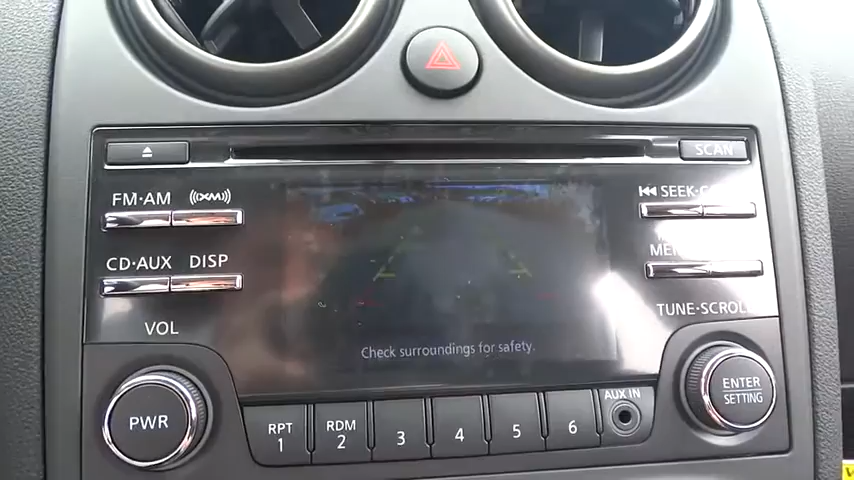 SCAN
FM·AM
((XM))
SEEK·C
CD·AUX
DISP
ME
TUNE·SCROLL
VOL
Check surroundings for safety.
PWR
RPT
1
RDM
2
3
4
5
6
AUX IN
ENTER
SETTING